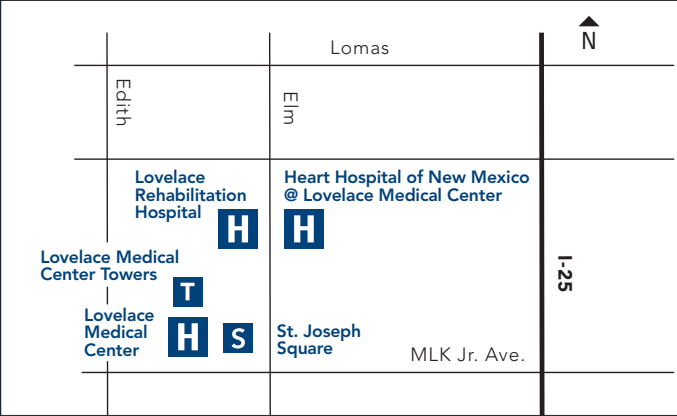 N
Lomas
Edith
Elm
Lovelace
Rehabilitation
Hospital
H
Heart Hospital of New Mexico
@ Lovelace Medical Center
H
I-25
Lovelace Medical
Center Towers
T
Lovelace
Medical
Center
H
S
St. Joseph
Square
MLK Jr. Ave.